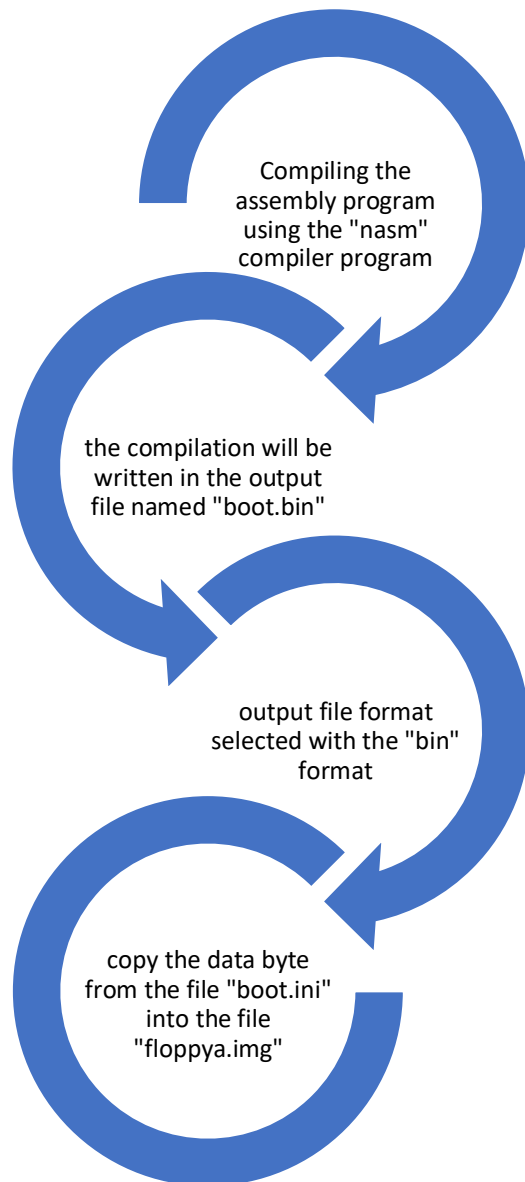 Compiling the
assembly program
using the "nasm"
compiler program
the compilation will be
written in the output
file named "boot.bin"
output file format
selected with the "bin"
format
copy the data byte
from the file "boot.ini"
into the file
"floppya.img"